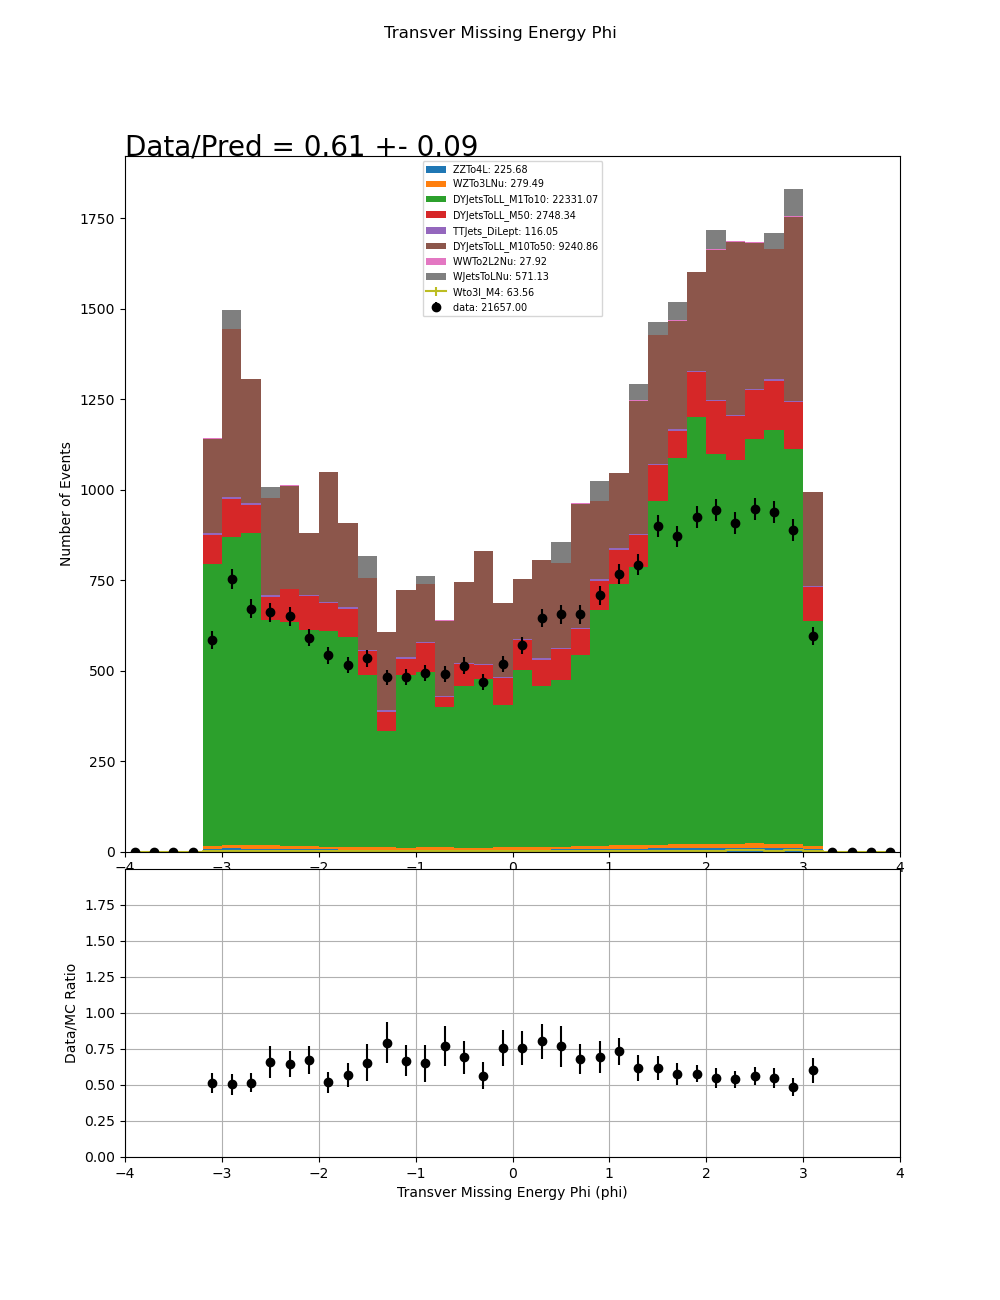 Transver Missing Energy Phi
Data/Pred = 0.61 +- 0.09
ZZTo4L: 225.68
WZTo3LNu: 279.49
DYJetsToLL_M1To10: 22331.07
DYJetsToLL_M50: 2748.34
TTJets_DiLept: 116.05
DYJetsToLL_M10To50: 9240.86
WWTo2L2Nu: 27.92
WJetsToLNu: 571.13
Wto3l_M4: 63.56
data: 21657.00
Number of Events
1750
1500
1250
1000
750
500
250
0
−4 −3 −2 −1 0 1 2 3 4
Data/MC Ratio
1.75
1.50
1.25
1.00
0.75
0.50
0.25
0.00
−4 −3 −2 −1 0 1 2 3 4
Transver Missing Energy Phi (phi)